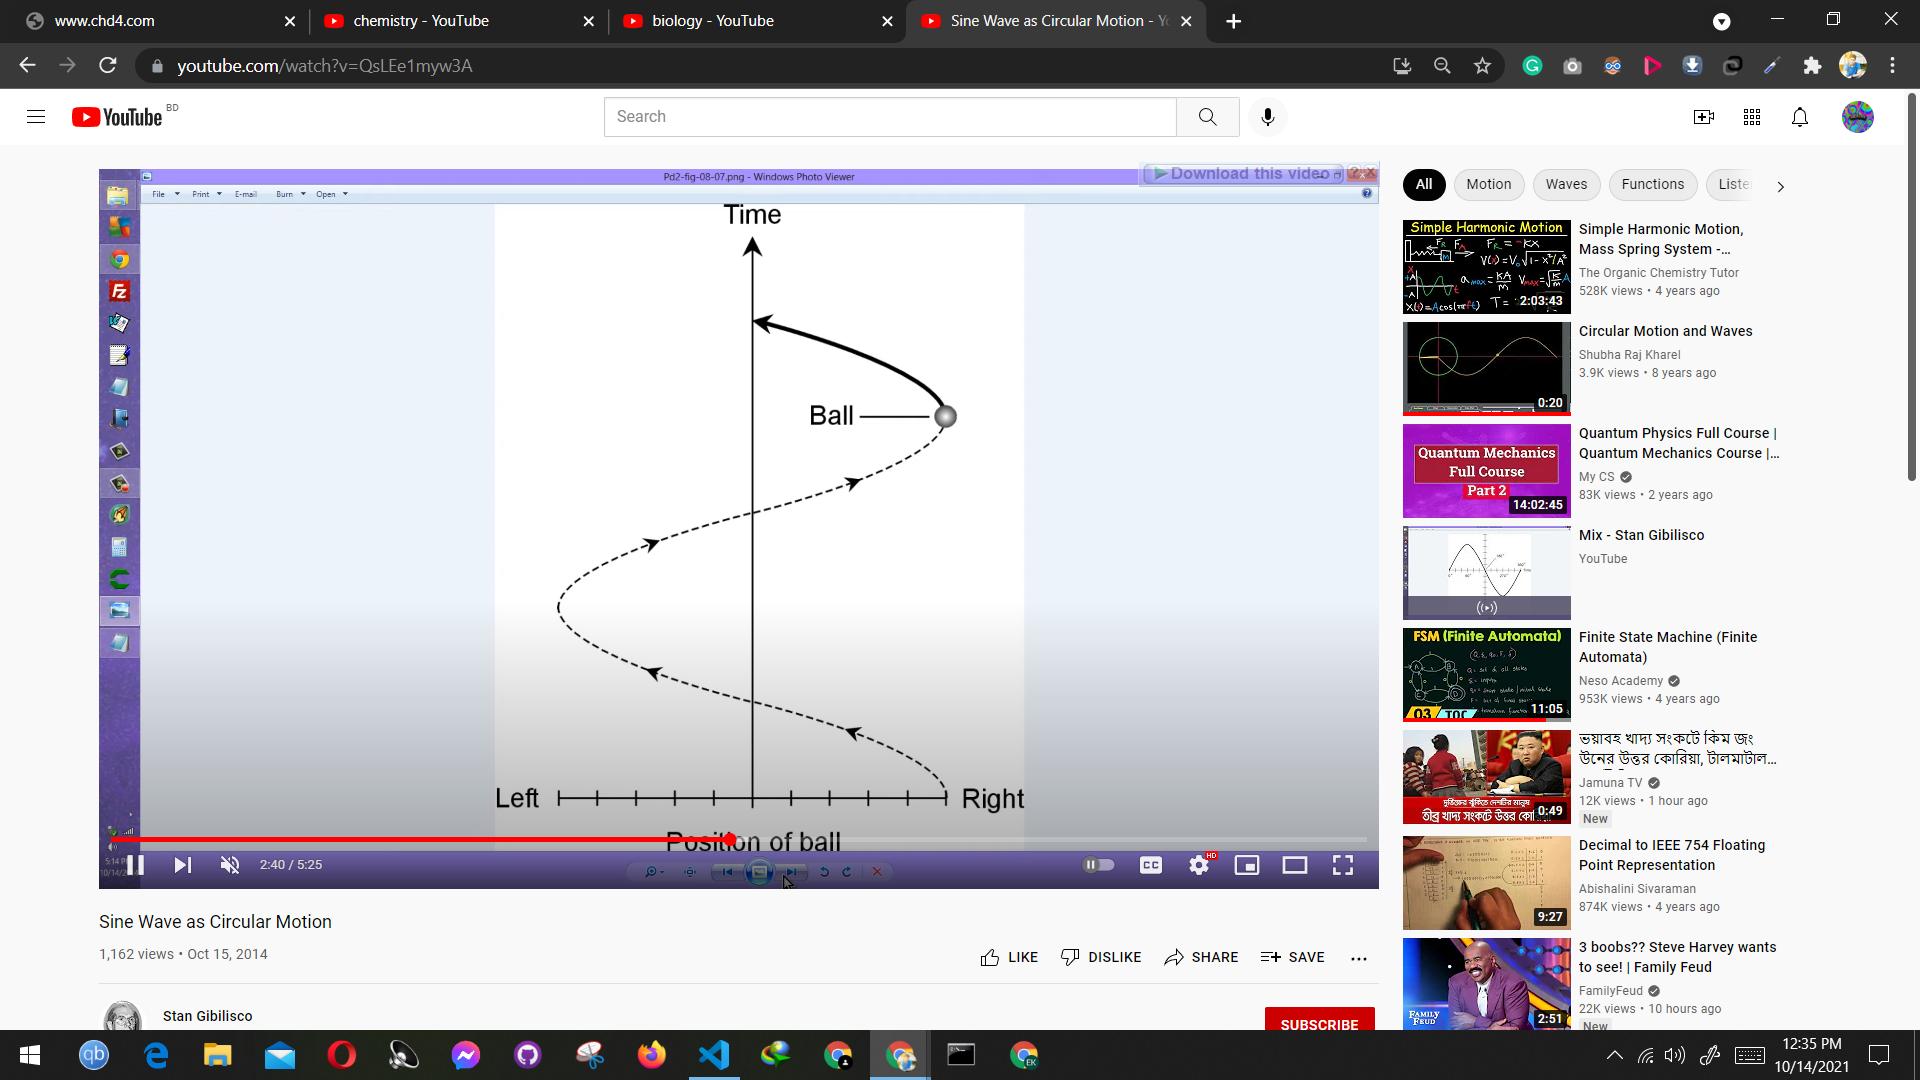 www.chd4.com
chemistry - YouTube
biology - YouTube
Sine Wave as Circular Motion - Yo
youtube.com/watch?v=QsLEe1myw3A
YouTube BD
Search
Pd2-fig-08-07.png - Windows Photo Viewer
Download this video
File Print E-mail Burn Open
Time
Ball
Left
Right
Position of ball
2:40 / 5:25
CC
HD
Sine Wave as Circular Motion
1,162 views • Oct 15, 2014
LIKE DISLIKE SHARE SAVE
Stan Gibilisco
SUBSCRIBE
All Motion Waves Functions Liste
Simple Harmonic Motion
2:03:43
Simple Harmonic Motion,
Mass Spring System -...
The Organic Chemistry Tutor
528K views • 4 years ago
0:20
Circular Motion and Waves
Shubha Raj Kharel
3.9K views • 8 years ago
Quantum Mechanics
Full Course
Part 2
14:02:45
Quantum Physics Full Course |
Quantum Mechanics Course |...
My CS
83K views • 2 years ago
Mix - Stan Gibilisco
YouTube
FSM (Finite Automata)
03 / TOC
11:05
Finite State Machine (Finite
Automata)
Neso Academy
953K views • 4 years ago
তীব্র খাদ্য সংকটে উত্তর
0:49
ভয়াবহ খাদ্য সংকটে কিম জং
উনের উত্তর কোরিয়া, টালমাটাল...
Jamuna TV
12K views • 1 hour ago
New
9:27
Decimal to IEEE 754 Floating
Point Representation
Abishalini Sivaraman
874K views • 4 years ago
FAMILY
FEUD
2:51
3 boobs?? Steve Harvey wants
to see! | Family Feud
FamilyFeud
22K views • 10 hours ago
New
12:35 PM
10/14/2021